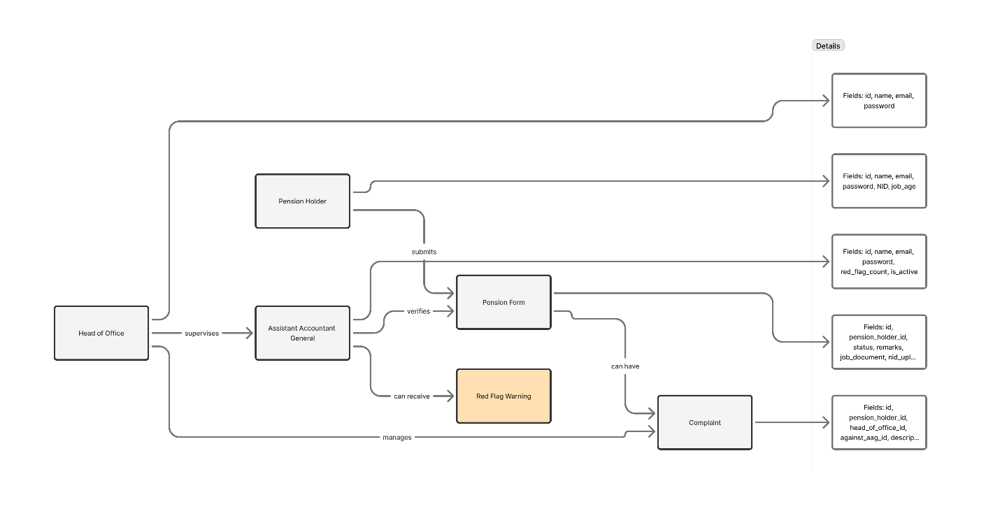 Details
Fields: id, name, email,
password
Pension Holder
Fields: id, name, email,
password, NID, job_age
submits
Fields: id, name, email,
password,
red_flag_count, is_active
Pension Form
verifies
Head of Office
supervises
Assistant Accountant
General
Fields: id,
pension_holder_id,
status, remarks,
job_document, nid_upl...
can have
can receive
Red Flag Warning
Complaint
manages
Fields: id,
pension_holder_id,
head_of_office_id,
against_aag_id, descrip...